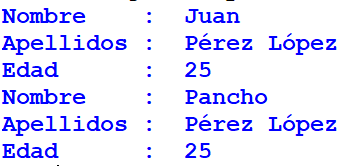 Nombre    :  Juan
Apellidos :  Pérez López
Edad      :  25
Nombre    :  Pancho
Apellidos :  Pérez López
Edad      :  25